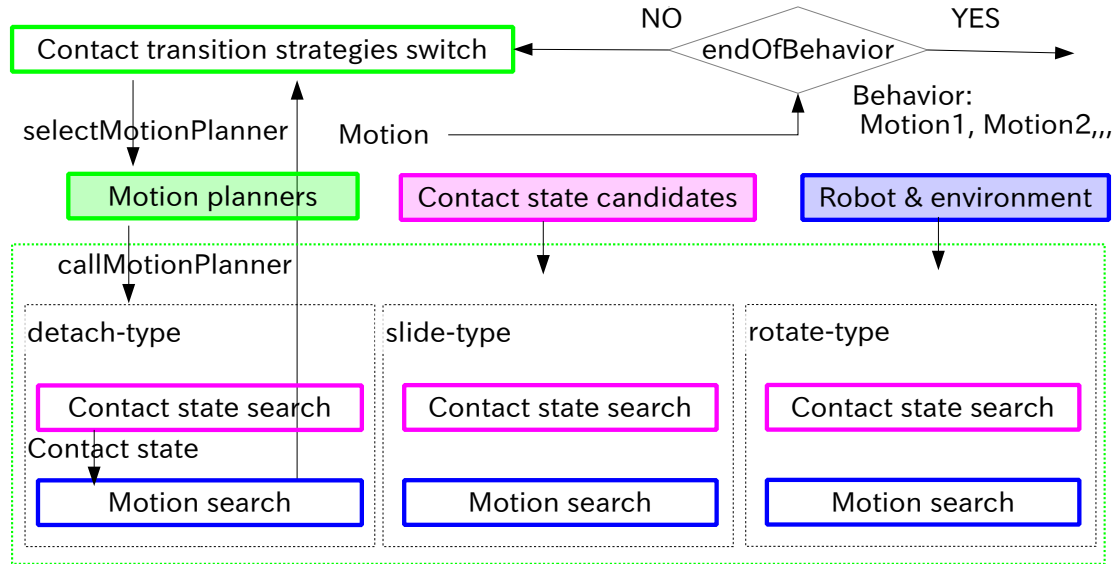 NO
YES
Contact transition strategies switch
endOfBehavior
Behavior:
Motion1, Motion2,,,
selectMotionPlanner
Motion
Motion planners
Contact state candidates
Robot & environment
callMotionPlanner
detach-type
slide-type
rotate-type
Contact state search
Contact state search
Contact state search
Contact state
Motion search
Motion search
Motion search